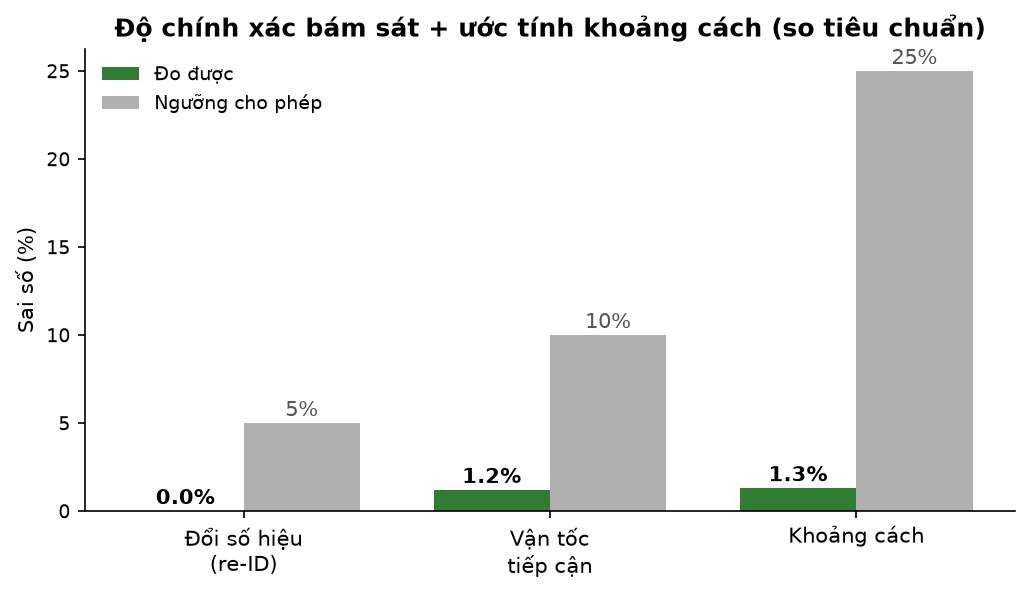 Độ chính xác bám sát + ước tính khoảng cách (so tiêu chuẩn)
Đo được
Ngưỡng cho phép
Sai số (%)
25
20
15
10
5
0
0.0%
5%
1.2%
10%
1.3%
25%
Đổi số hiệu
(re-ID)
Vận tốc
tiếp cận
Khoảng cách